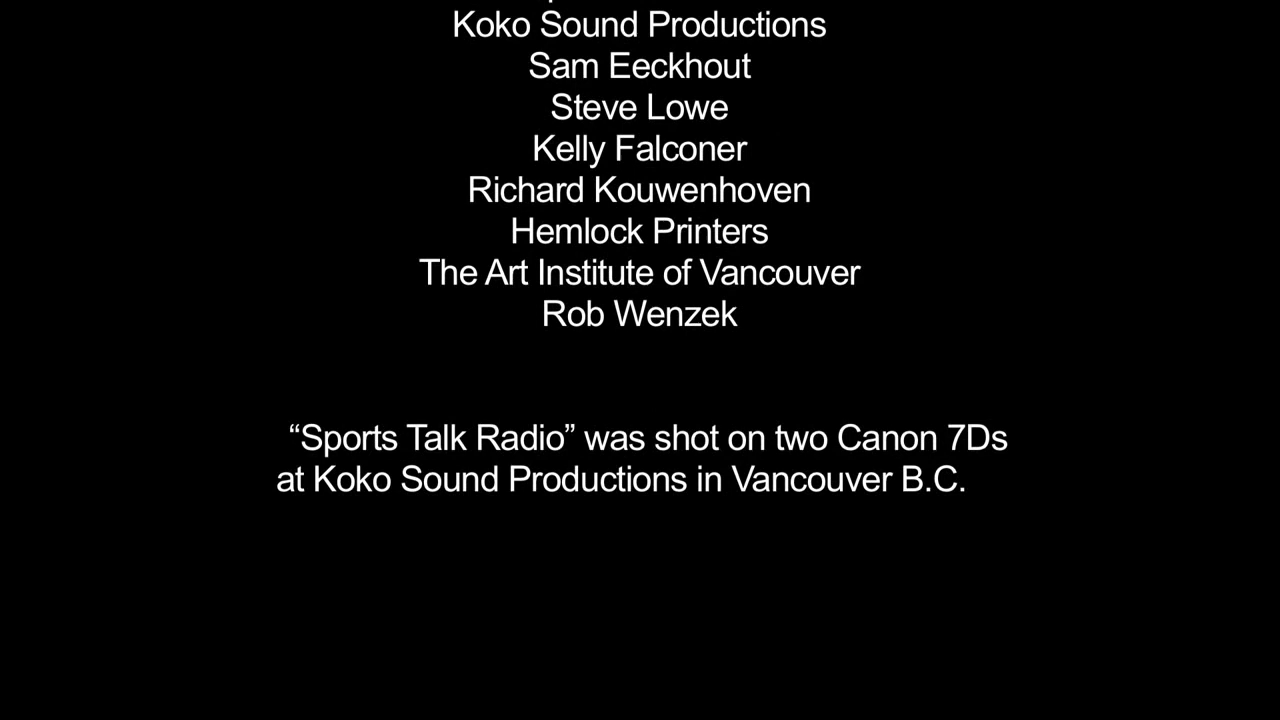 Koko Sound Productions
Sam Eeckhout
Steve Lowe
Kelly Falconer
Richard Kouwenhoven
Hemlock Printers
The Art Institute of Vancouver
Rob Wenzek
“Sports Talk Radio” was shot on two Canon 7Ds
at Koko Sound Productions in Vancouver B.C.